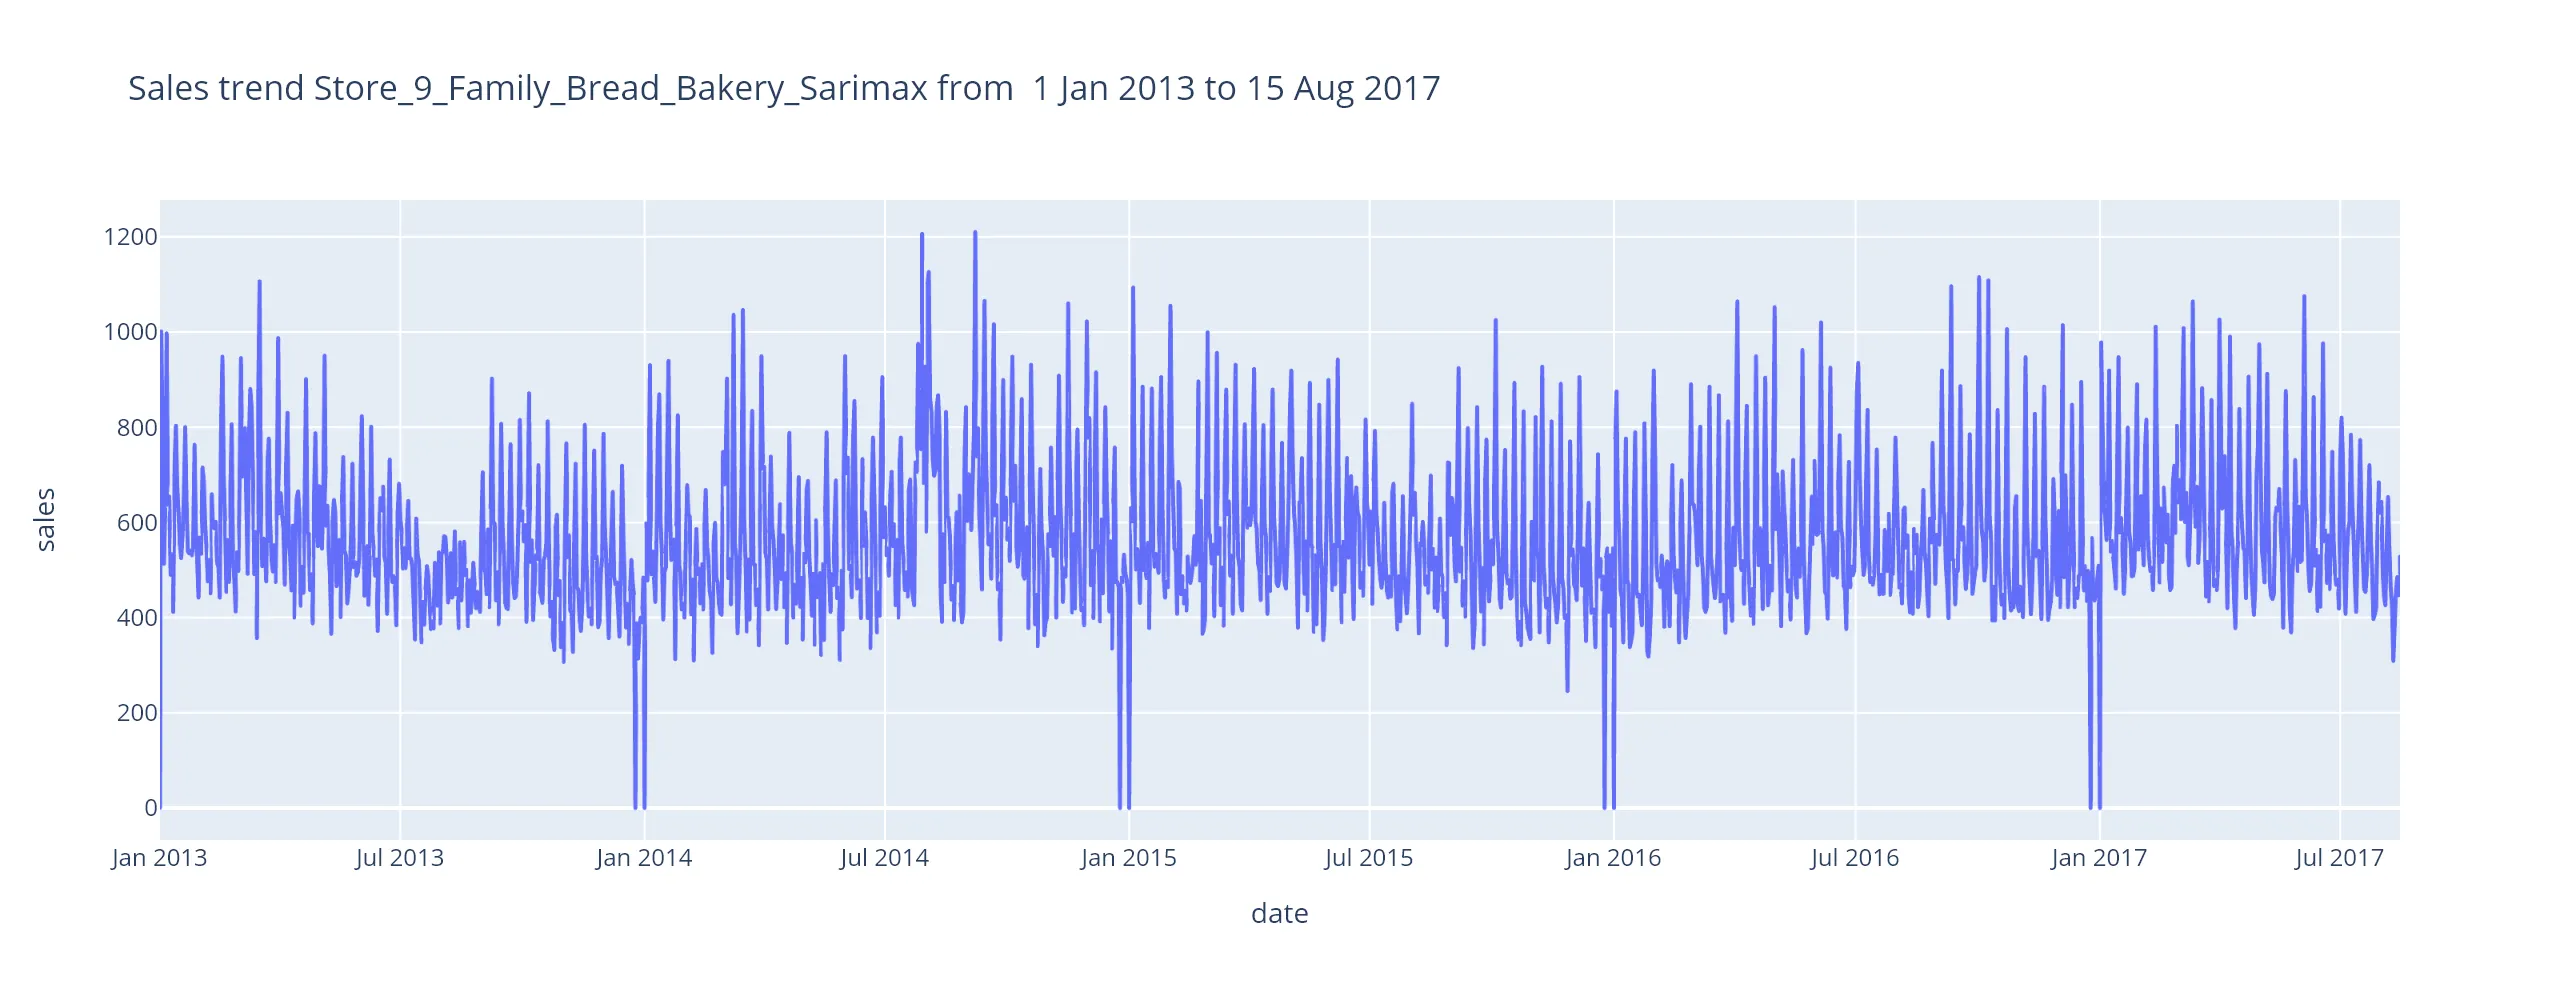 Sales trend Store_9_Family_Bread_Bakery_Sarimax from  1 Jan 2013 to 15 Aug 2017
1200
1000
800
600
400
200
0
sales
Jan 2013 Jul 2013 Jan 2014 Jul 2014 Jan 2015 Jul 2015 Jan 2016 Jul 2016 Jan 2017 Jul 2017
date